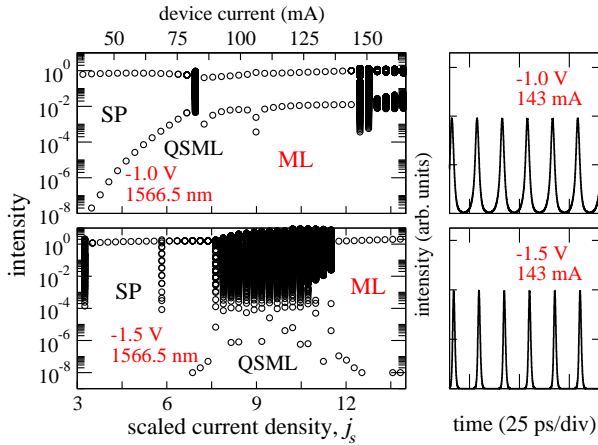 device current (mA)
50 75 100 125 150
10^0
10^-2
10^-4
10^-6
10^-8
SP
QSML
ML
-1.0 V
1566.5 nm
-1.0 V
143 mA
intensity
intensity (arb. units)
10^0
10^-2
10^-4
10^-6
10^-8
SP
ML
-1.5 V
1566.5 nm
QSML
-1.5 V
143 mA
3 6 9 12
scaled current density, j_s
time (25 ps/div)